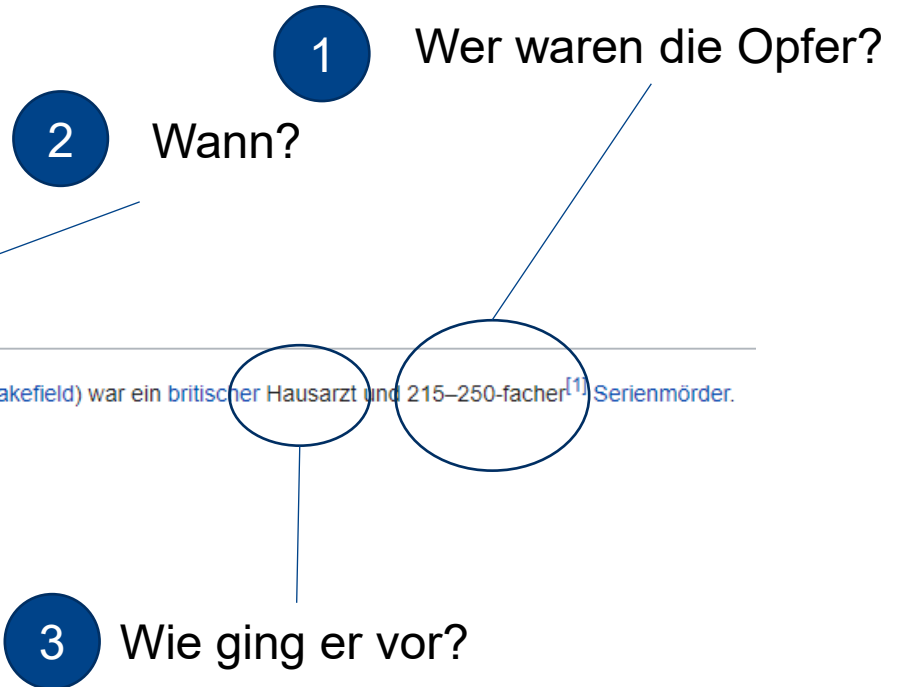 1 Wer waren die Opfer?
2 Wann?
akefield) war ein britischer Hausarzt und 215–250-facher[1] Serienmörder.
3 Wie ging er vor?